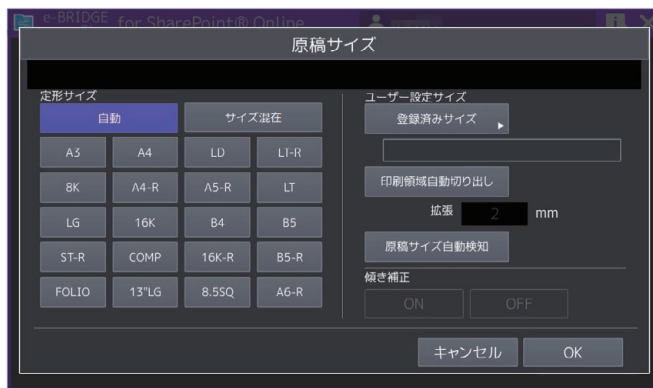 e-BRIDGE for SharePoint® Online
原稿サイズ
定形サイズ
自動 サイズ混在
A3 A4 LD LT-R
8K A4-R A5-R LT
LG 16K B4 B5
ST-R COMP 16K-R B5-R
FOLIO 13"LG 8.5SQ A6-R
ユーザー設定サイズ
登録済みサイズ
印刷領域自動切り出し
拡張 2 mm
原稿サイズ自動検知
傾き補正
ON OFF
キャンセル OK